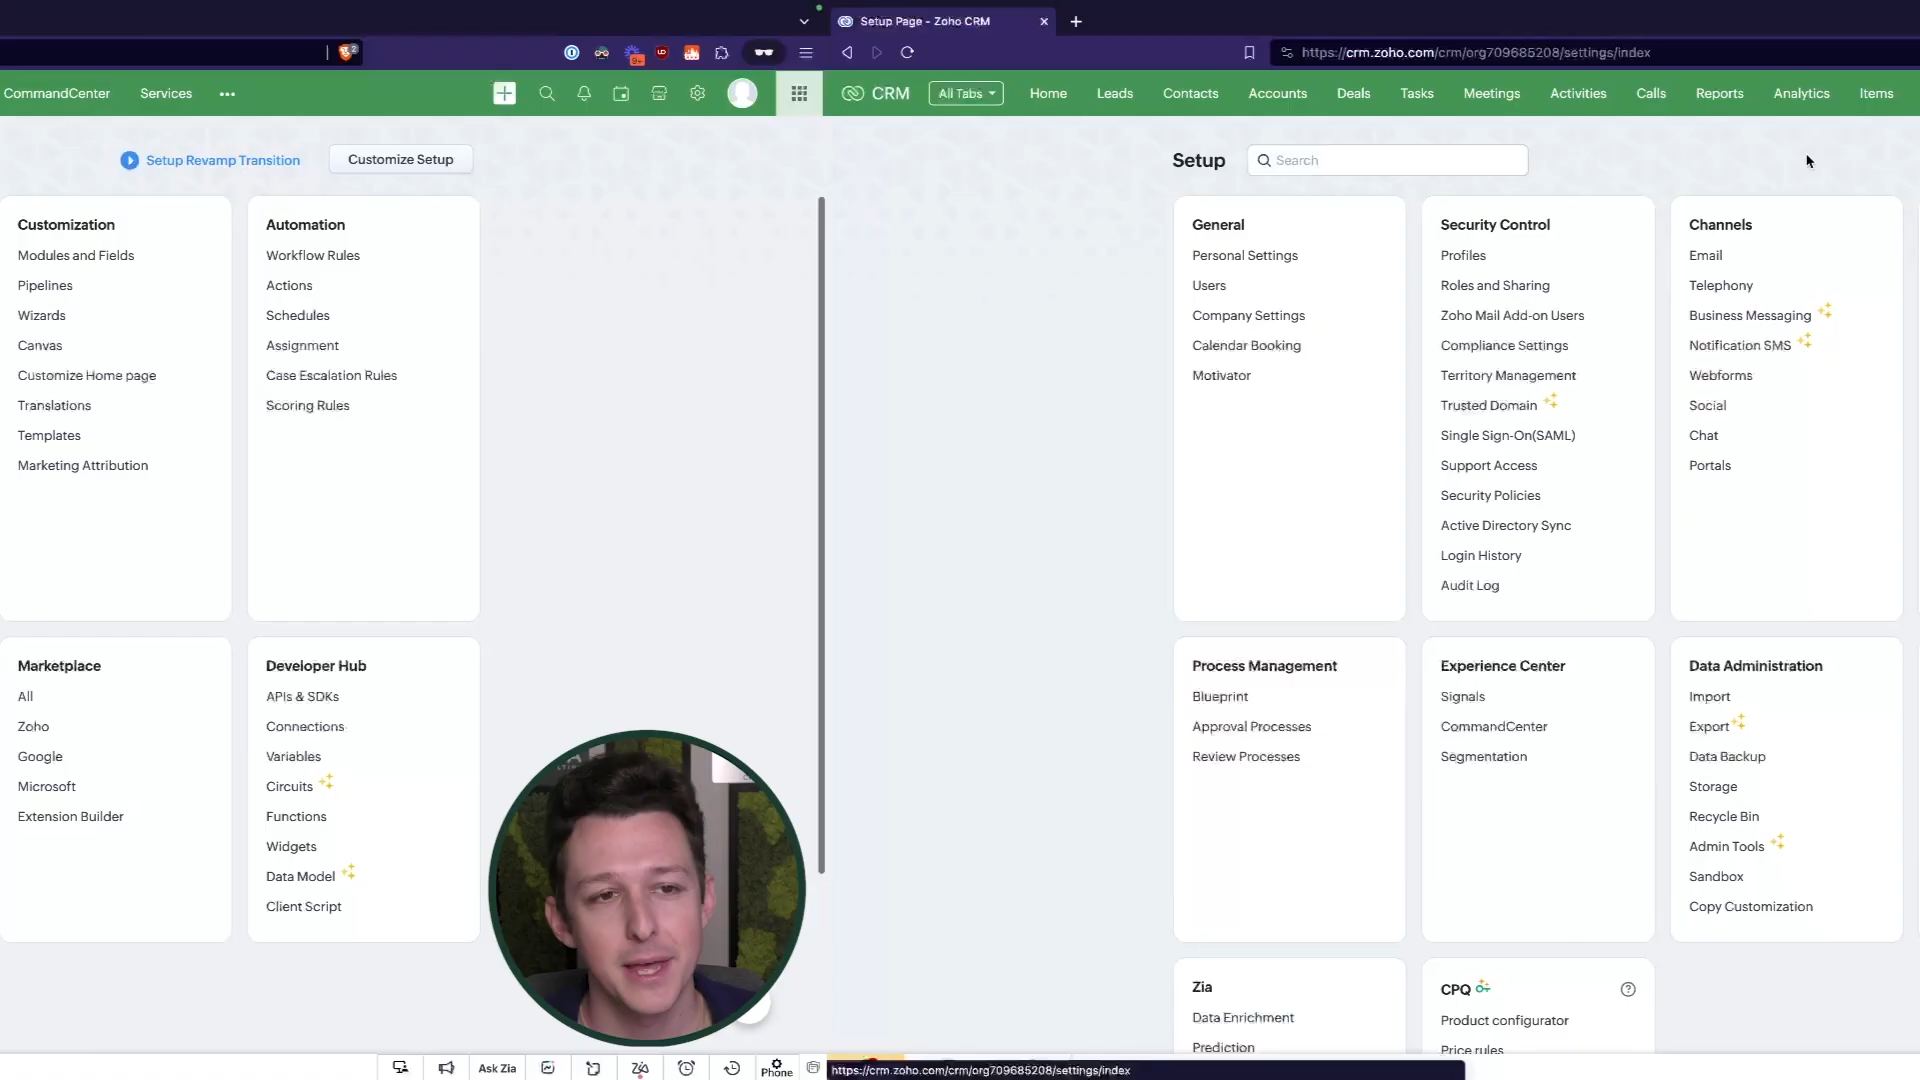 Setup Page - Zoho CRM
2
9+
https://crm.zoho.com/crm/org709685208/settings/index
CommandCenter
Services
CRM
All Tabs
Home
Leads
Contacts
Accounts
Deals
Tasks
Meetings
Activities
Calls
Reports
Analytics
Items
Setup Revamp Transition
Customize Setup
Customization
Modules and Fields
Pipelines
Wizards
Canvas
Customize Home page
Translations
Templates
Marketing Attribution
Automation
Workflow Rules
Actions
Schedules
Assignment
Case Escalation Rules
Scoring Rules
Marketplace
All
Zoho
Google
Microsoft
Extension Builder
Developer Hub
APIs & SDKs
Connections
Variables
Circuits
Functions
Widgets
Data Model
Client Script
Setup
Search
General
Personal Settings
Users
Company Settings
Calendar Booking
Motivator
Security Control
Profiles
Roles and Sharing
Zoho Mail Add-on Users
Compliance Settings
Territory Management
Trusted Domain
Single Sign-On(SAML)
Support Access
Security Policies
Active Directory Sync
Login History
Audit Log
Channels
Email
Telephony
Business Messaging
Notification SMS
Webforms
Social
Chat
Portals
Process Management
Blueprint
Approval Processes
Review Processes
Experience Center
Signals
CommandCenter
Segmentation
Data Administration
Import
Export
Data Backup
Storage
Recycle Bin
Admin Tools
Sandbox
Copy Customization
Zia
Data Enrichment
Prediction
CPQ
Product configurator
Price rules
Ask Zia
Phone
https://crm.zoho.com/crm/org709685208/settings/index